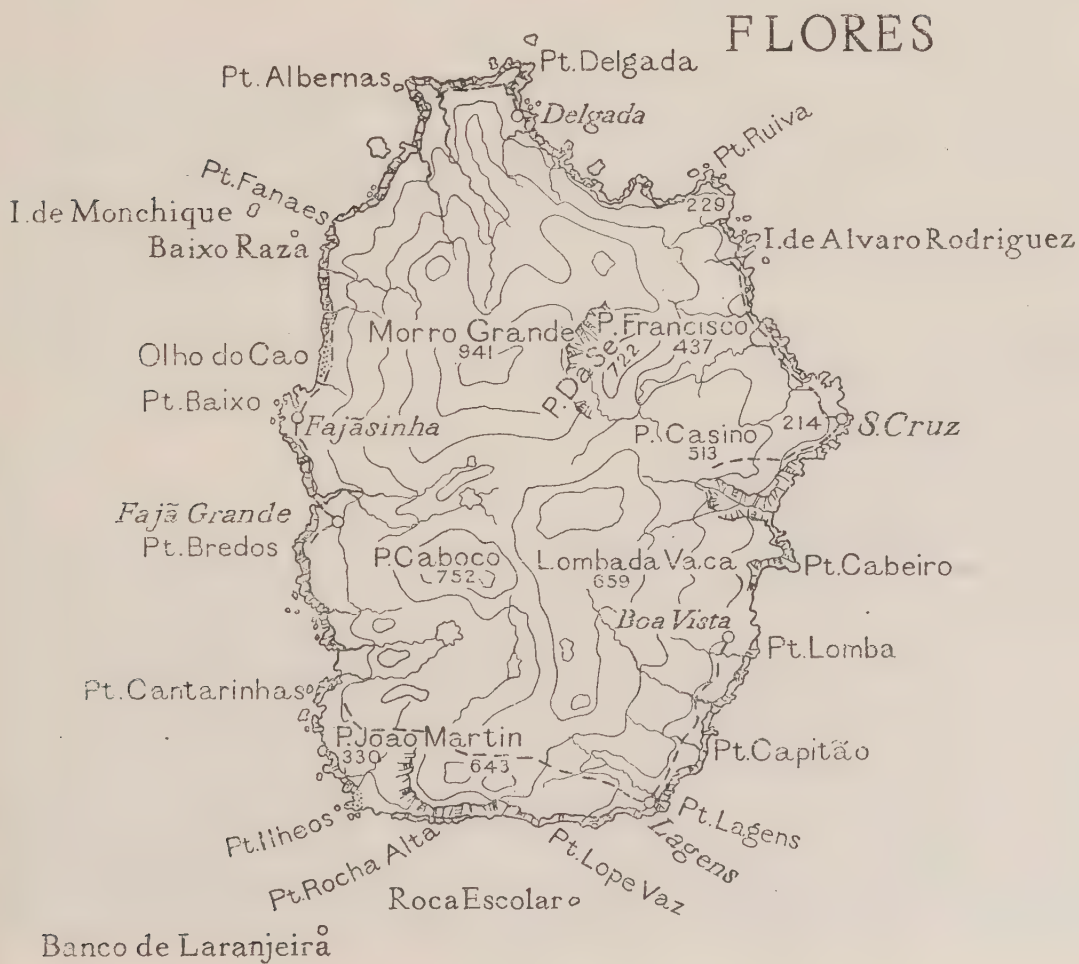 FLORES
Pt. Delgada
Pt. Albernas
Delgada
Pt. Ruiva
Pt. Fanaes
229
I. de Monchique
I. de Alvaro Rodriguez
Baixo Raza
Morro Grande
941
P. Francisco
437
P. Da Se
722
Olho do Cao
Pt. Baixo
Fajãsinha
P. Casino
513
214
S. Cruz
Fajã Grande
Pt. Bredos
P. Caboco
752
Lomba da Vaca
659
Pt. Cabeiro
Boa Vista
Pt. Lomba
Pt. Cantarinhas
P. João Martin
330
643
Pt. Capitão
Pt. Ilheos
Pt. Rocha Alta
Pt. Lope Vaz
Lagens
Pt. Lagens
Roca Escolar
Banco de Laranjeira